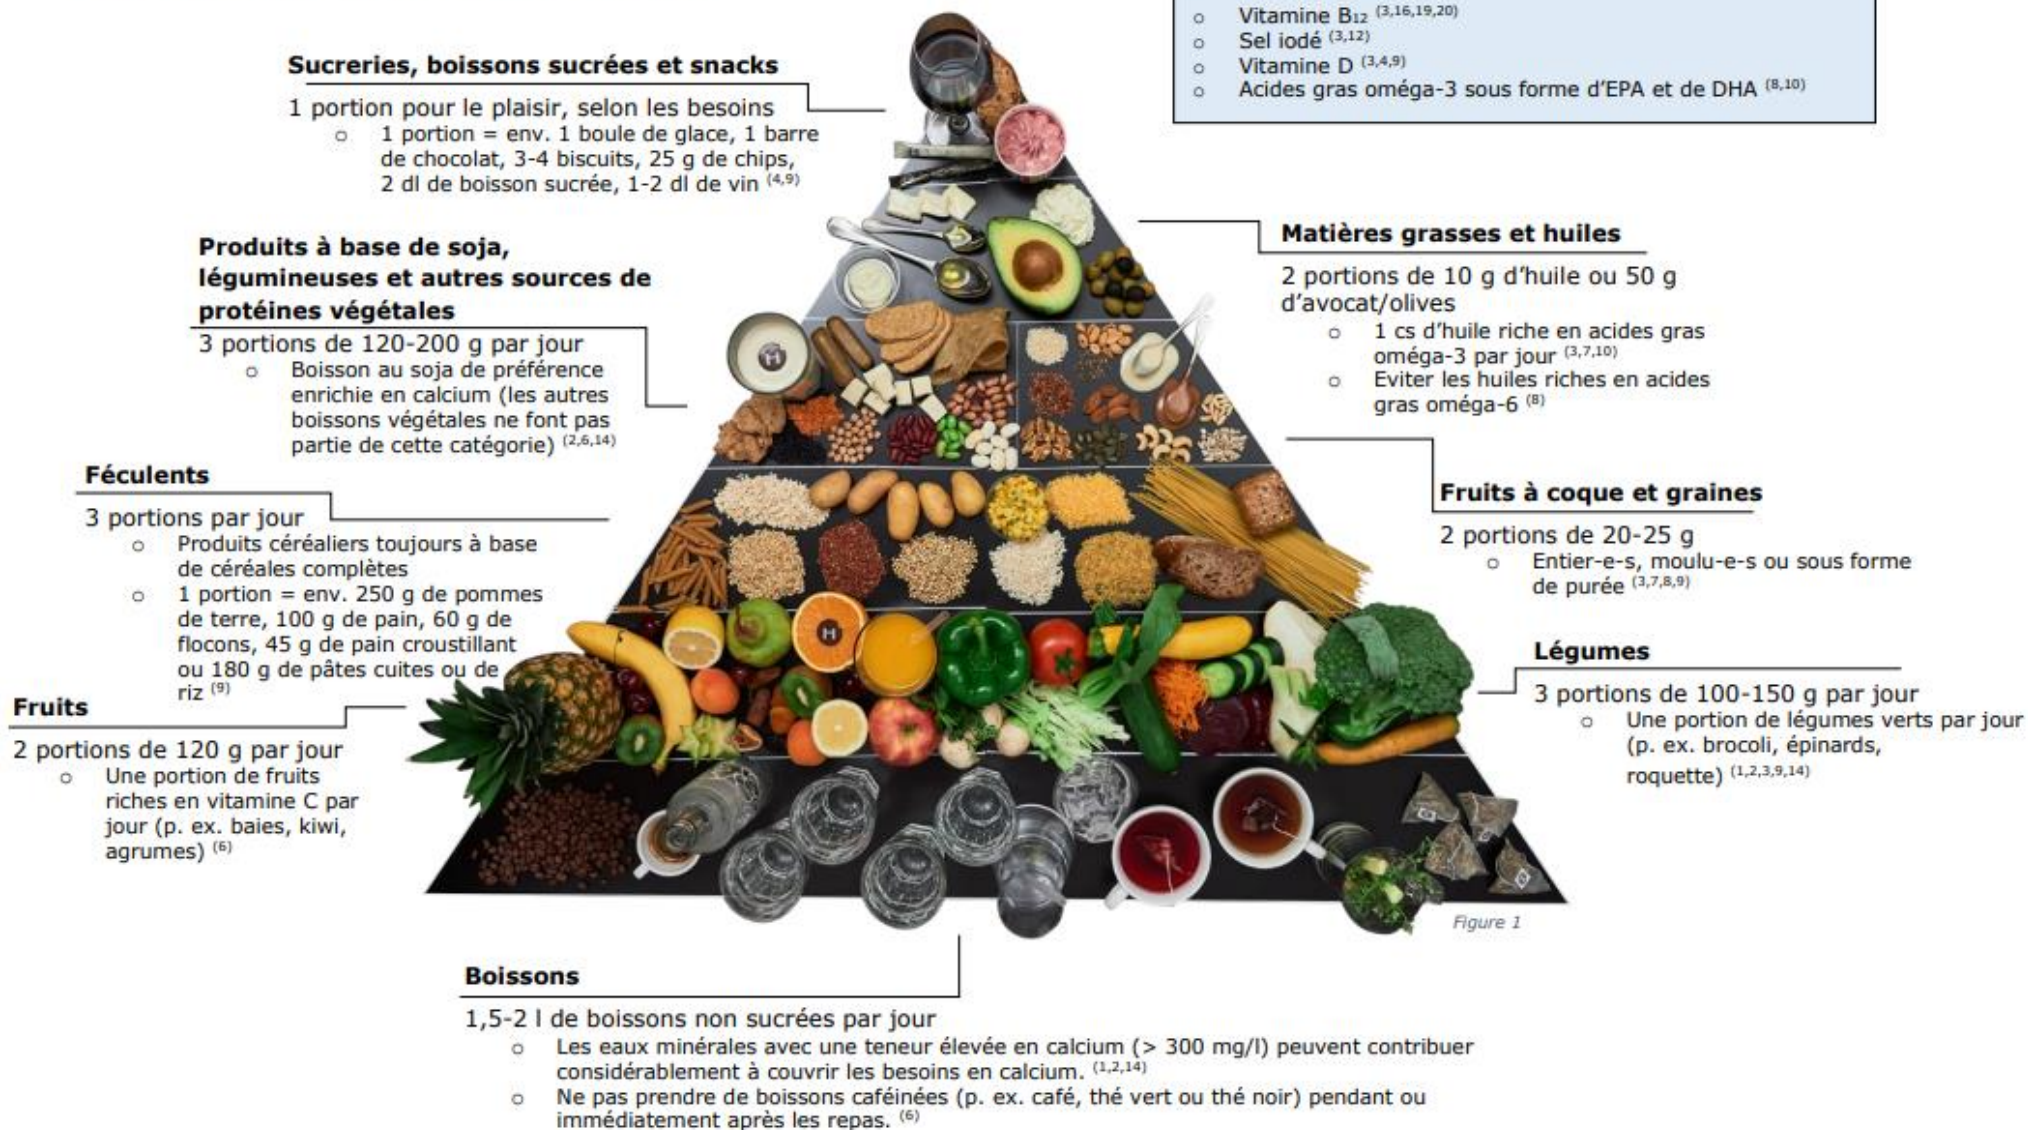 Vitamine B12 (3,16,19,20)
Sel iodé (3,12)
Vitamine D (3,4,9)
Acides gras oméga-3 sous forme d'EPA et de DHA (8,10)
Sucreries, boissons sucrées et snacks
1 portion pour le plaisir, selon les besoins
o 1 portion = env. 1 boule de glace, 1 barre
de chocolat, 3-4 biscuits, 25 g de chips,
2 dl de boisson sucrée, 1-2 dl de vin (4,9)
Matières grasses et huiles
2 portions de 10 g d'huile ou 50 g
d'avocat/olives
o 1 cs d'huile riche en acides gras
oméga-3 par jour (3,7,10)
o Eviter les huiles riches en acides
gras oméga-6 (8)
Produits à base de soja,
légumineuses et autres sources de
protéines végétales
3 portions de 120-200 g par jour
o Boisson au soja de préférence
enrichie en calcium (les autres
boissons végétales ne font pas
partie de cette catégorie) (2,6,14)
Fruits à coque et graines
2 portions de 20-25 g
o Entier-e-s, moulu-e-s ou sous forme
de purée (3,7,8,9)
Féculents
3 portions par jour
o Produits céréaliers toujours à base
de céréales complètes
o 1 portion = env. 250 g de pommes
de terre, 100 g de pain, 60 g de
flocons, 45 g de pain croustillant
ou 180 g de pâtes cuites ou de
riz (9)
Légumes
3 portions de 100-150 g par jour
o Une portion de légumes verts par jour
(p. ex. brocoli, épinards,
roquette) (1,2,3,9,14)
Fruits
2 portions de 120 g par jour
o Une portion de fruits
riches en vitamine C par
jour (p. ex. baies, kiwi,
agrumes) (6)
H
H
Figure 1
Boissons
1,5-2 l de boissons non sucrées par jour
o Les eaux minérales avec une teneur élevée en calcium (> 300 mg/l) peuvent contribuer
considérablement à couvrir les besoins en calcium. (1,2,14)
o Ne pas prendre de boissons caféinées (p. ex. café, thé vert ou thé noir) pendant ou
immédiatement après les repas. (6)